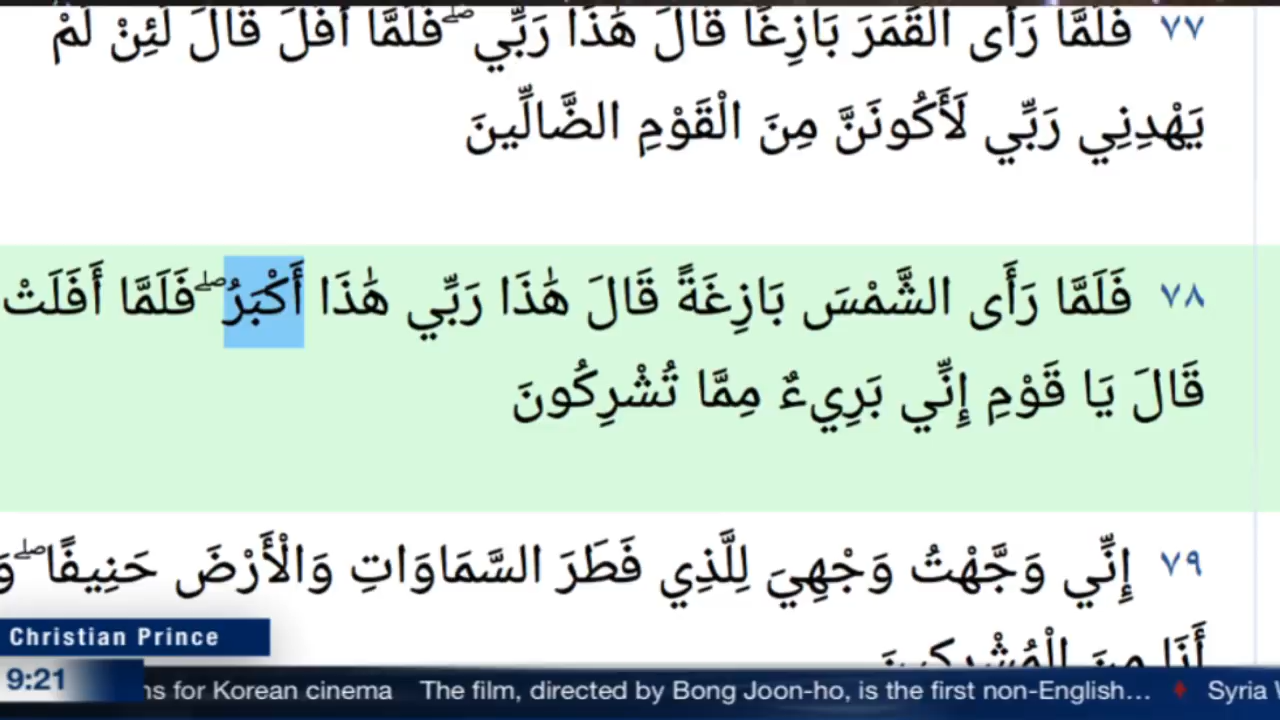 ٧٧ فَلَمَّا رَأَى الْقَمَرَ بَازِغًا قَالَ هَٰذَا رَبِّي ۖ فَلَمَّا أَفَلَ قَالَ لَئِنْ لَمْ
يَهْدِنِي رَبِّي لَأَكُونَنَّ مِنَ الْقَوْمِ الضَّالِّينَ
٧٨ فَلَمَّا رَأَى الشَّمْسَ بَازِغَةً قَالَ هَٰذَا رَبِّي هَٰذَا أَكْبَرُ ۖ فَلَمَّا أَفَلَتْ
قَالَ يَا قَوْمِ إِنِّي بَرِيءٌ مِمَّا تُشْرِكُونَ
٧٩ إِنِّي وَجَّهْتُ وَجْهِيَ لِلَّذِي فَطَرَ السَّمَاوَاتِ وَالْأَرْضَ حَنِيفًا ۖ وَ
أَنَا مِنَ الْمُشْرِكِينَ
Christian Prince
9:21
ns for Korean cinema The film, directed by Bong Joon-ho, is the first non-English... Syria